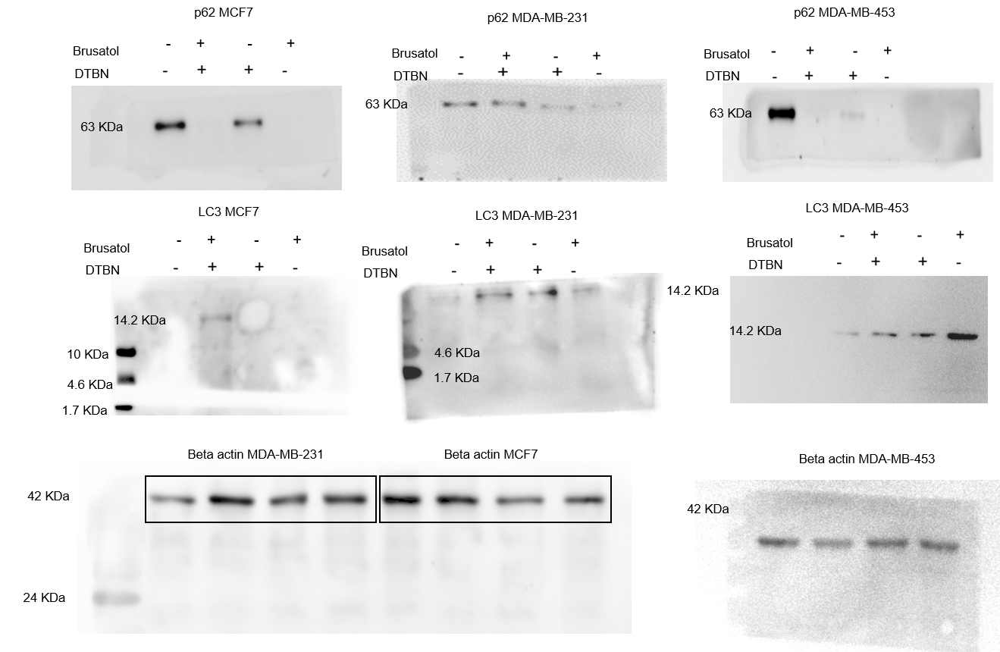 p62 MCF7
Brusatol - + - +
DTBN - + + -
63 KDa
p62 MDA-MB-231
Brusatol - + - +
DTBN - + + -
63 KDa
p62 MDA-MB-453
Brusatol - + - +
DTBN - + + -
63 KDa
LC3 MCF7
Brusatol - + - +
DTBN - + + -
14.2 KDa
10 KDa
4.6 KDa
1.7 KDa
LC3 MDA-MB-231
Brusatol - + - +
DTBN - + + -
14.2 KDa
4.6 KDa
1.7 KDa
LC3 MDA-MB-453
Brusatol - + - +
DTBN - + + -
14.2 KDa
Beta actin MDA-MB-231
Beta actin MCF7
42 KDa
24 KDa
Beta actin MDA-MB-453
42 KDa